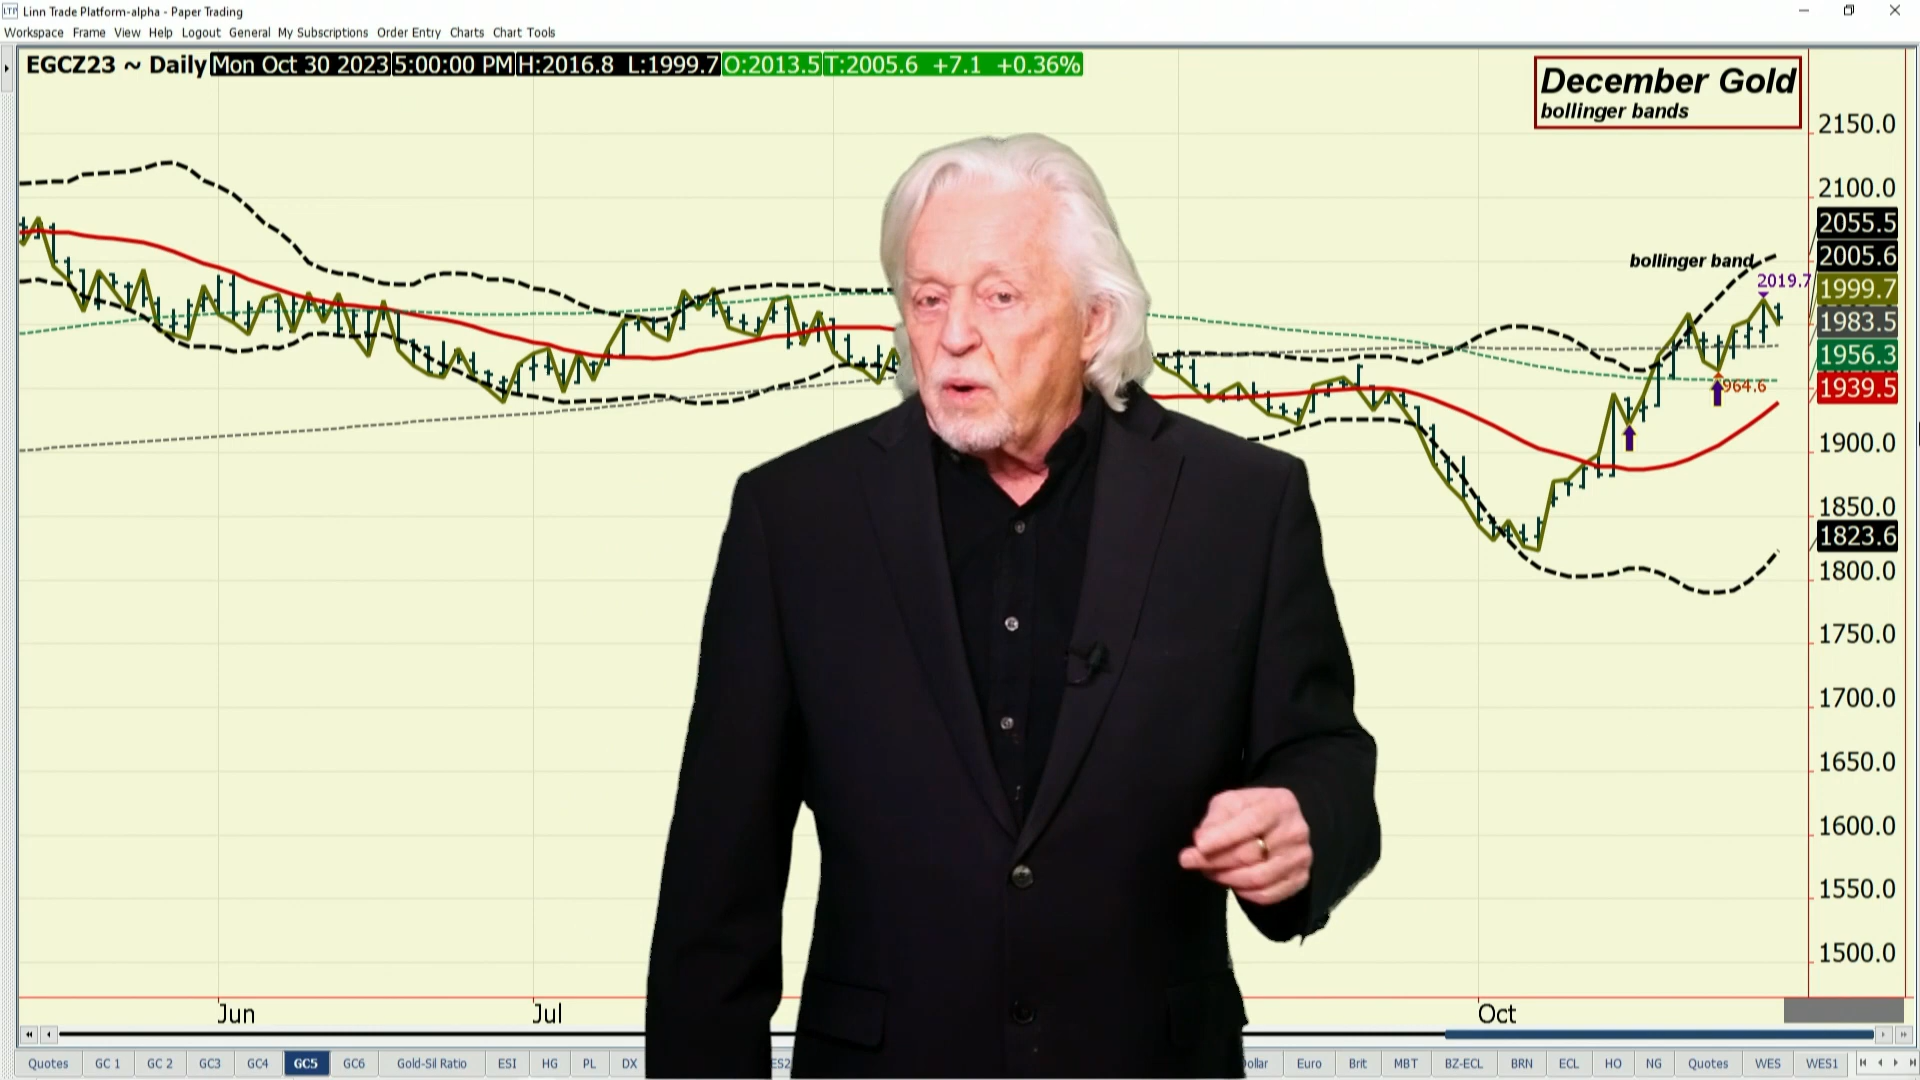 LTP Linn Trade Platform-alpha - Paper Trading
Workspace Frame View Help Logout General My Subscriptions Order Entry Charts Chart Tools
EGCZ23 ~ Daily Mon Oct 30 2023 5:00:00 PM H:2016.8 L:1999.7 O:2013.5 T:2005.6 +7.1 +0.36%
December Gold
bollinger bands
2150.0
2100.0
2055.5
2005.6
bollinger band
2019.7
1999.7
1983.5
1956.3
964.6
1939.5
1900.0
1850.0
1823.6
1800.0
1750.0
1700.0
1650.0
1600.0
1550.0
1500.0
Jun Jul Oct
Quotes GC 1 GC 2 GC3 GC4 GC5 GC6 Gold-Sil Ratio ESI HG PL DX ES2 ollar Euro Brit MBT BZ-ECL BRN ECL HO NG Quotes WES WES1